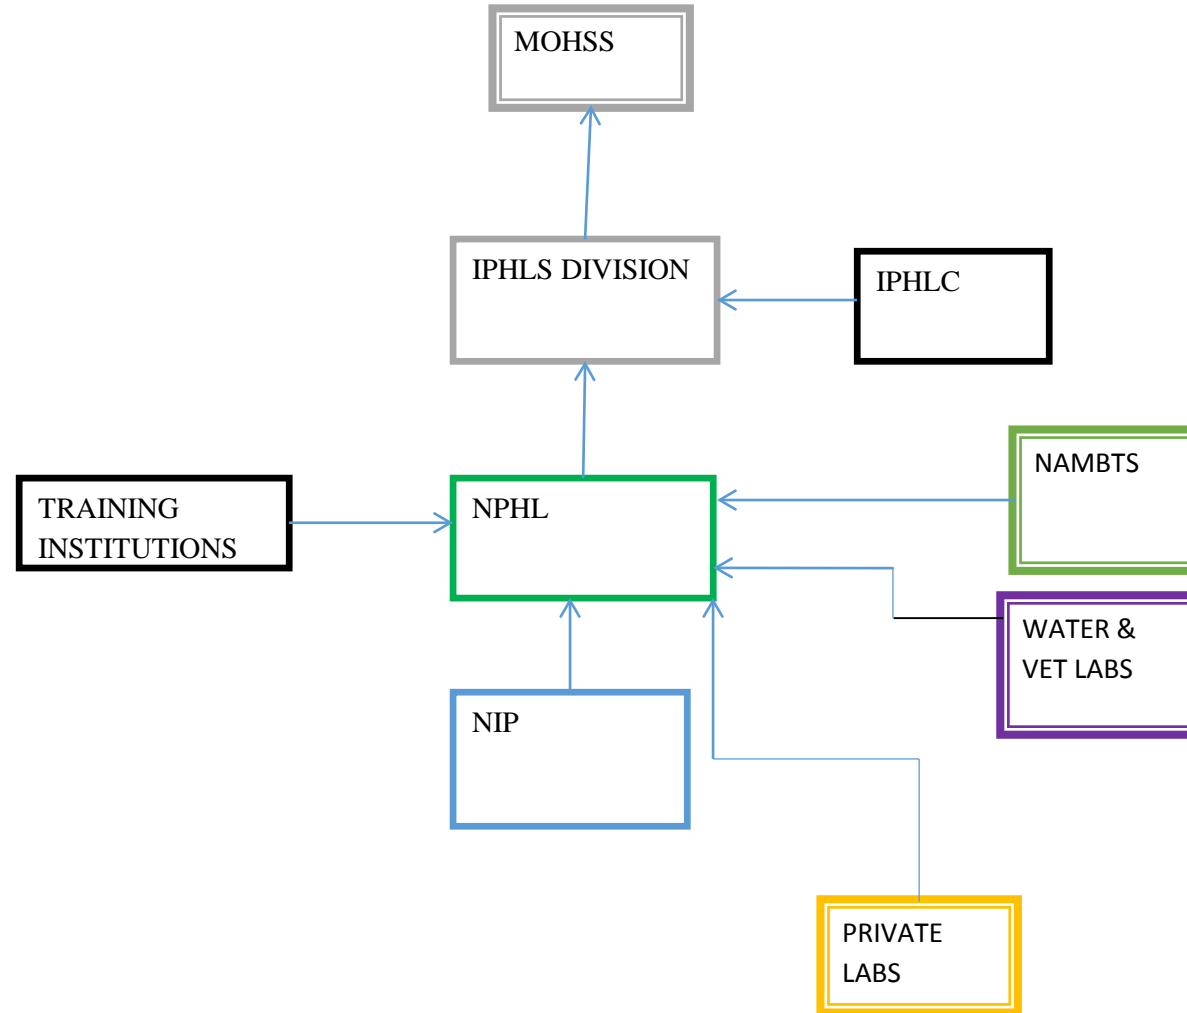 MOHSS
IPHLS DIVISION
IPHLC
NAMBTS
TRAINING
INSTITUTIONS
NPHL
WATER &
VET LABS
NIP
PRIVATE
LABS